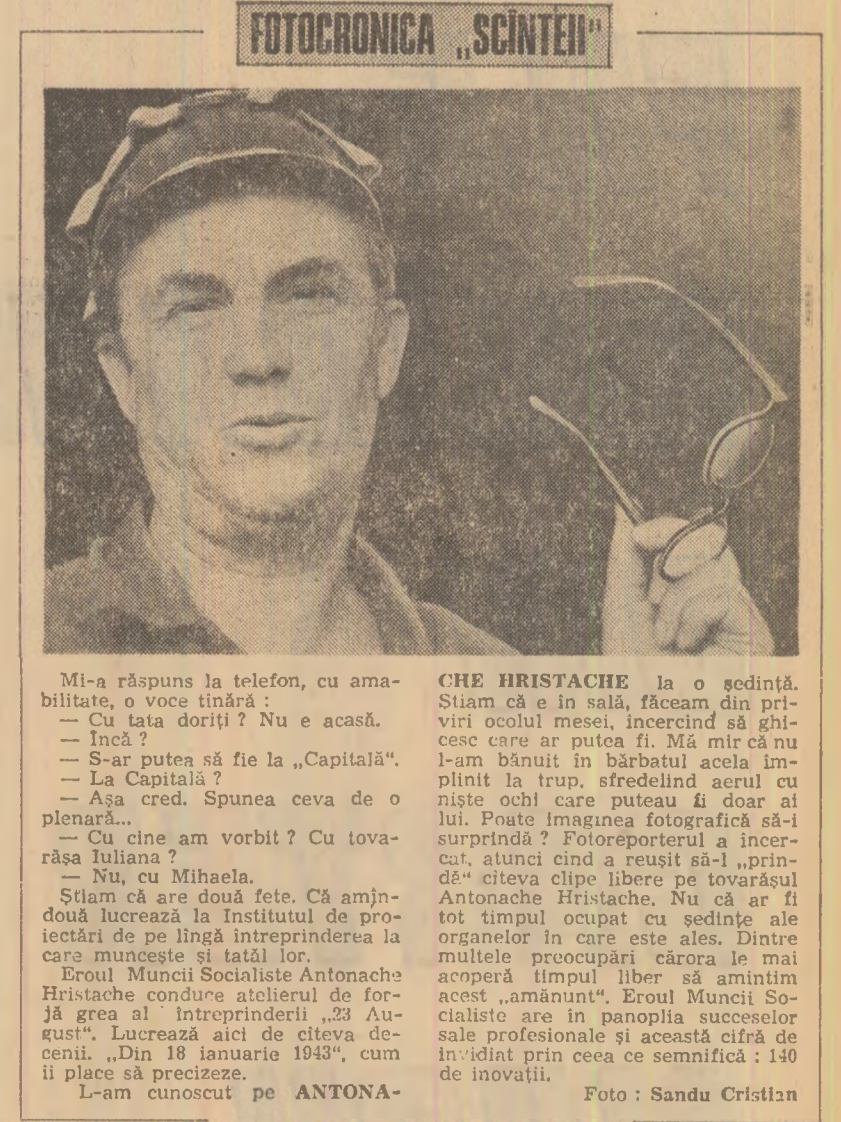 FOTOCRONICA „SCÎNTEII"
Mi-a răspuns la telefon, cu ama-
bilitate, o voce tînără :
— Cu tata doriți ? Nu e acasă.
— Încă ?
— S-ar putea să fie la „Capitală".
— La Capitală ?
— Așa cred. Spunea ceva de o
plenară...
— Cu cine am vorbit ? Cu tova-
rășa Iuliana ?
— Nu, cu Mihaela.
Știam că are două fete. Că amîn-
două lucrează la Institutul de pro-
iectări de pe lîngă întreprinderea la
care muncește și tatăl lor.
Eroul Muncii Socialiste Antonache
Hristache conduce atelierul de for-
jă grea al întreprinderii „23 Au-
gust". Lucrează aici de cîteva de-
cenii. „Din 18 ianuarie 1943", cum
îi place să precizeze.
L-am cunoscut pe ANTONA-
CHE HRISTACHE la o ședință.
Știam că e în sală, făceam din pri-
viri ocolul mesei, încercînd să ghi-
cesc care ar putea fi. Mă mir că nu
l-am bănuit în bărbatul acela îm-
plinit la trup, sfredelind aerul cu
niște ochi care puteau fi doar ai
lui. Poate imaginea fotografică să-i
surprindă ? Fotoreporterul a încer-
cat, atunci cînd a reușit să-l „prin-
dă" cîteva clipe libere pe tovarășul
Antonache Hristache. Nu că ar fi
tot timpul ocupat cu ședințe ale
organelor în care este ales. Dintre
multele preocupări cărora le mai
acoperă timpul liber să amintim
acest „amănunt". Eroul Muncii So-
cialiste are în panoplia succeselor
sale profesionale și această cifră de
invidiat prin ceea ce semnifică : 140
de inovații.
Foto : Sandu Cristian